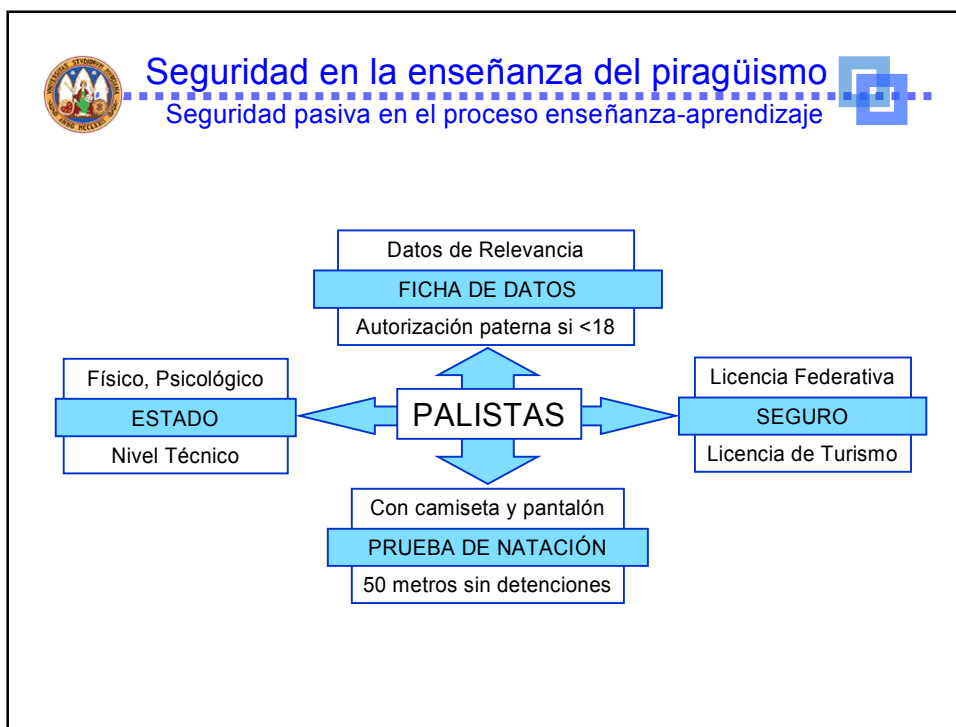 Seguridad en la enseñanza del piragüismo
Seguridad pasiva en el proceso enseñanza-aprendizaje
Datos de Relevancia
FICHA DE DATOS
Autorización paterna si <18
Físico, Psicológico
ESTADO
Nivel Técnico
PALISTAS
Licencia Federativa
SEGURO
Licencia de Turismo
Con camiseta y pantalón
PRUEBA DE NATACIÓN
50 metros sin detenciones